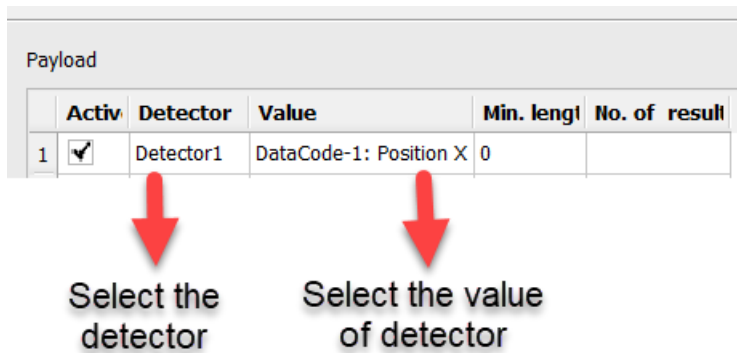 Payload
Activ Detector Value Min. lengt No. of result
1 Detector1 DataCode-1: Position X 0
Select the
detector
Select the value
of detector